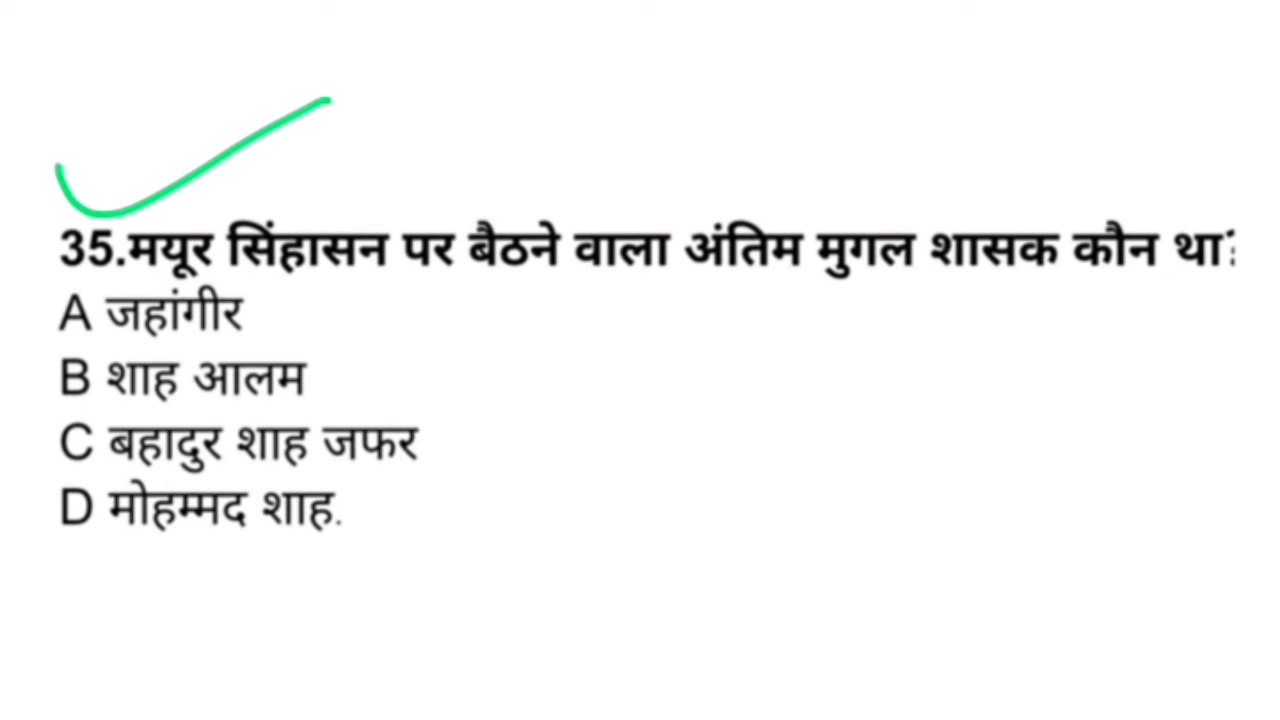 35.मयूर सिंहासन पर बैठने वाला अंतिम मुगल शासक कौन था?
A जहांगीर
B शाह आलम
C बहादुर शाह जफर
D मोहम्मद शाह.